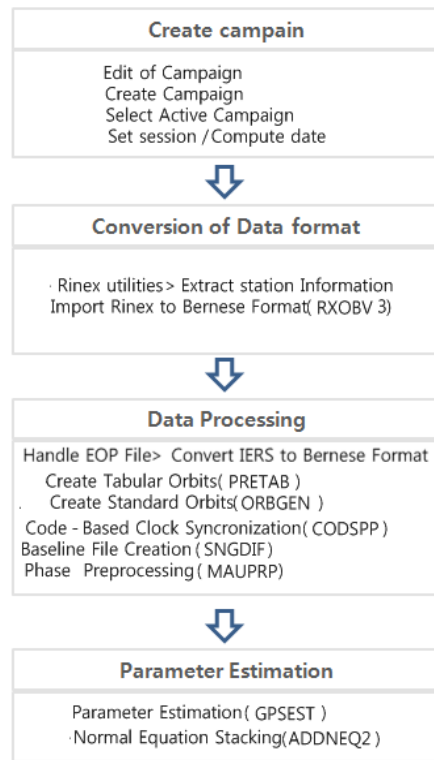 Create campain
Edit of Campaign
Create Campaign
Select Active Campaign
Set session /Compute date
Conversion of Data format
· Rinex utilities> Extract station Information
Import Rinex to Bernese Format( RXOBV 3)
Data Processing
Handle EOP File> Convert IERS to Bernese Format
Create Tabular Orbits( PRETAB )
. Create Standard Orbits(ORBGEN )
Code - Based Clock Syncronization( CODSPP)
Baseline File Creation ( SNGDIF)
Phase Preprocessing( MAUPRP)
Parameter Estimation
Parameter Estimation( GPSEST )
·Normal Equation Stacking(ADDNEQ2 )